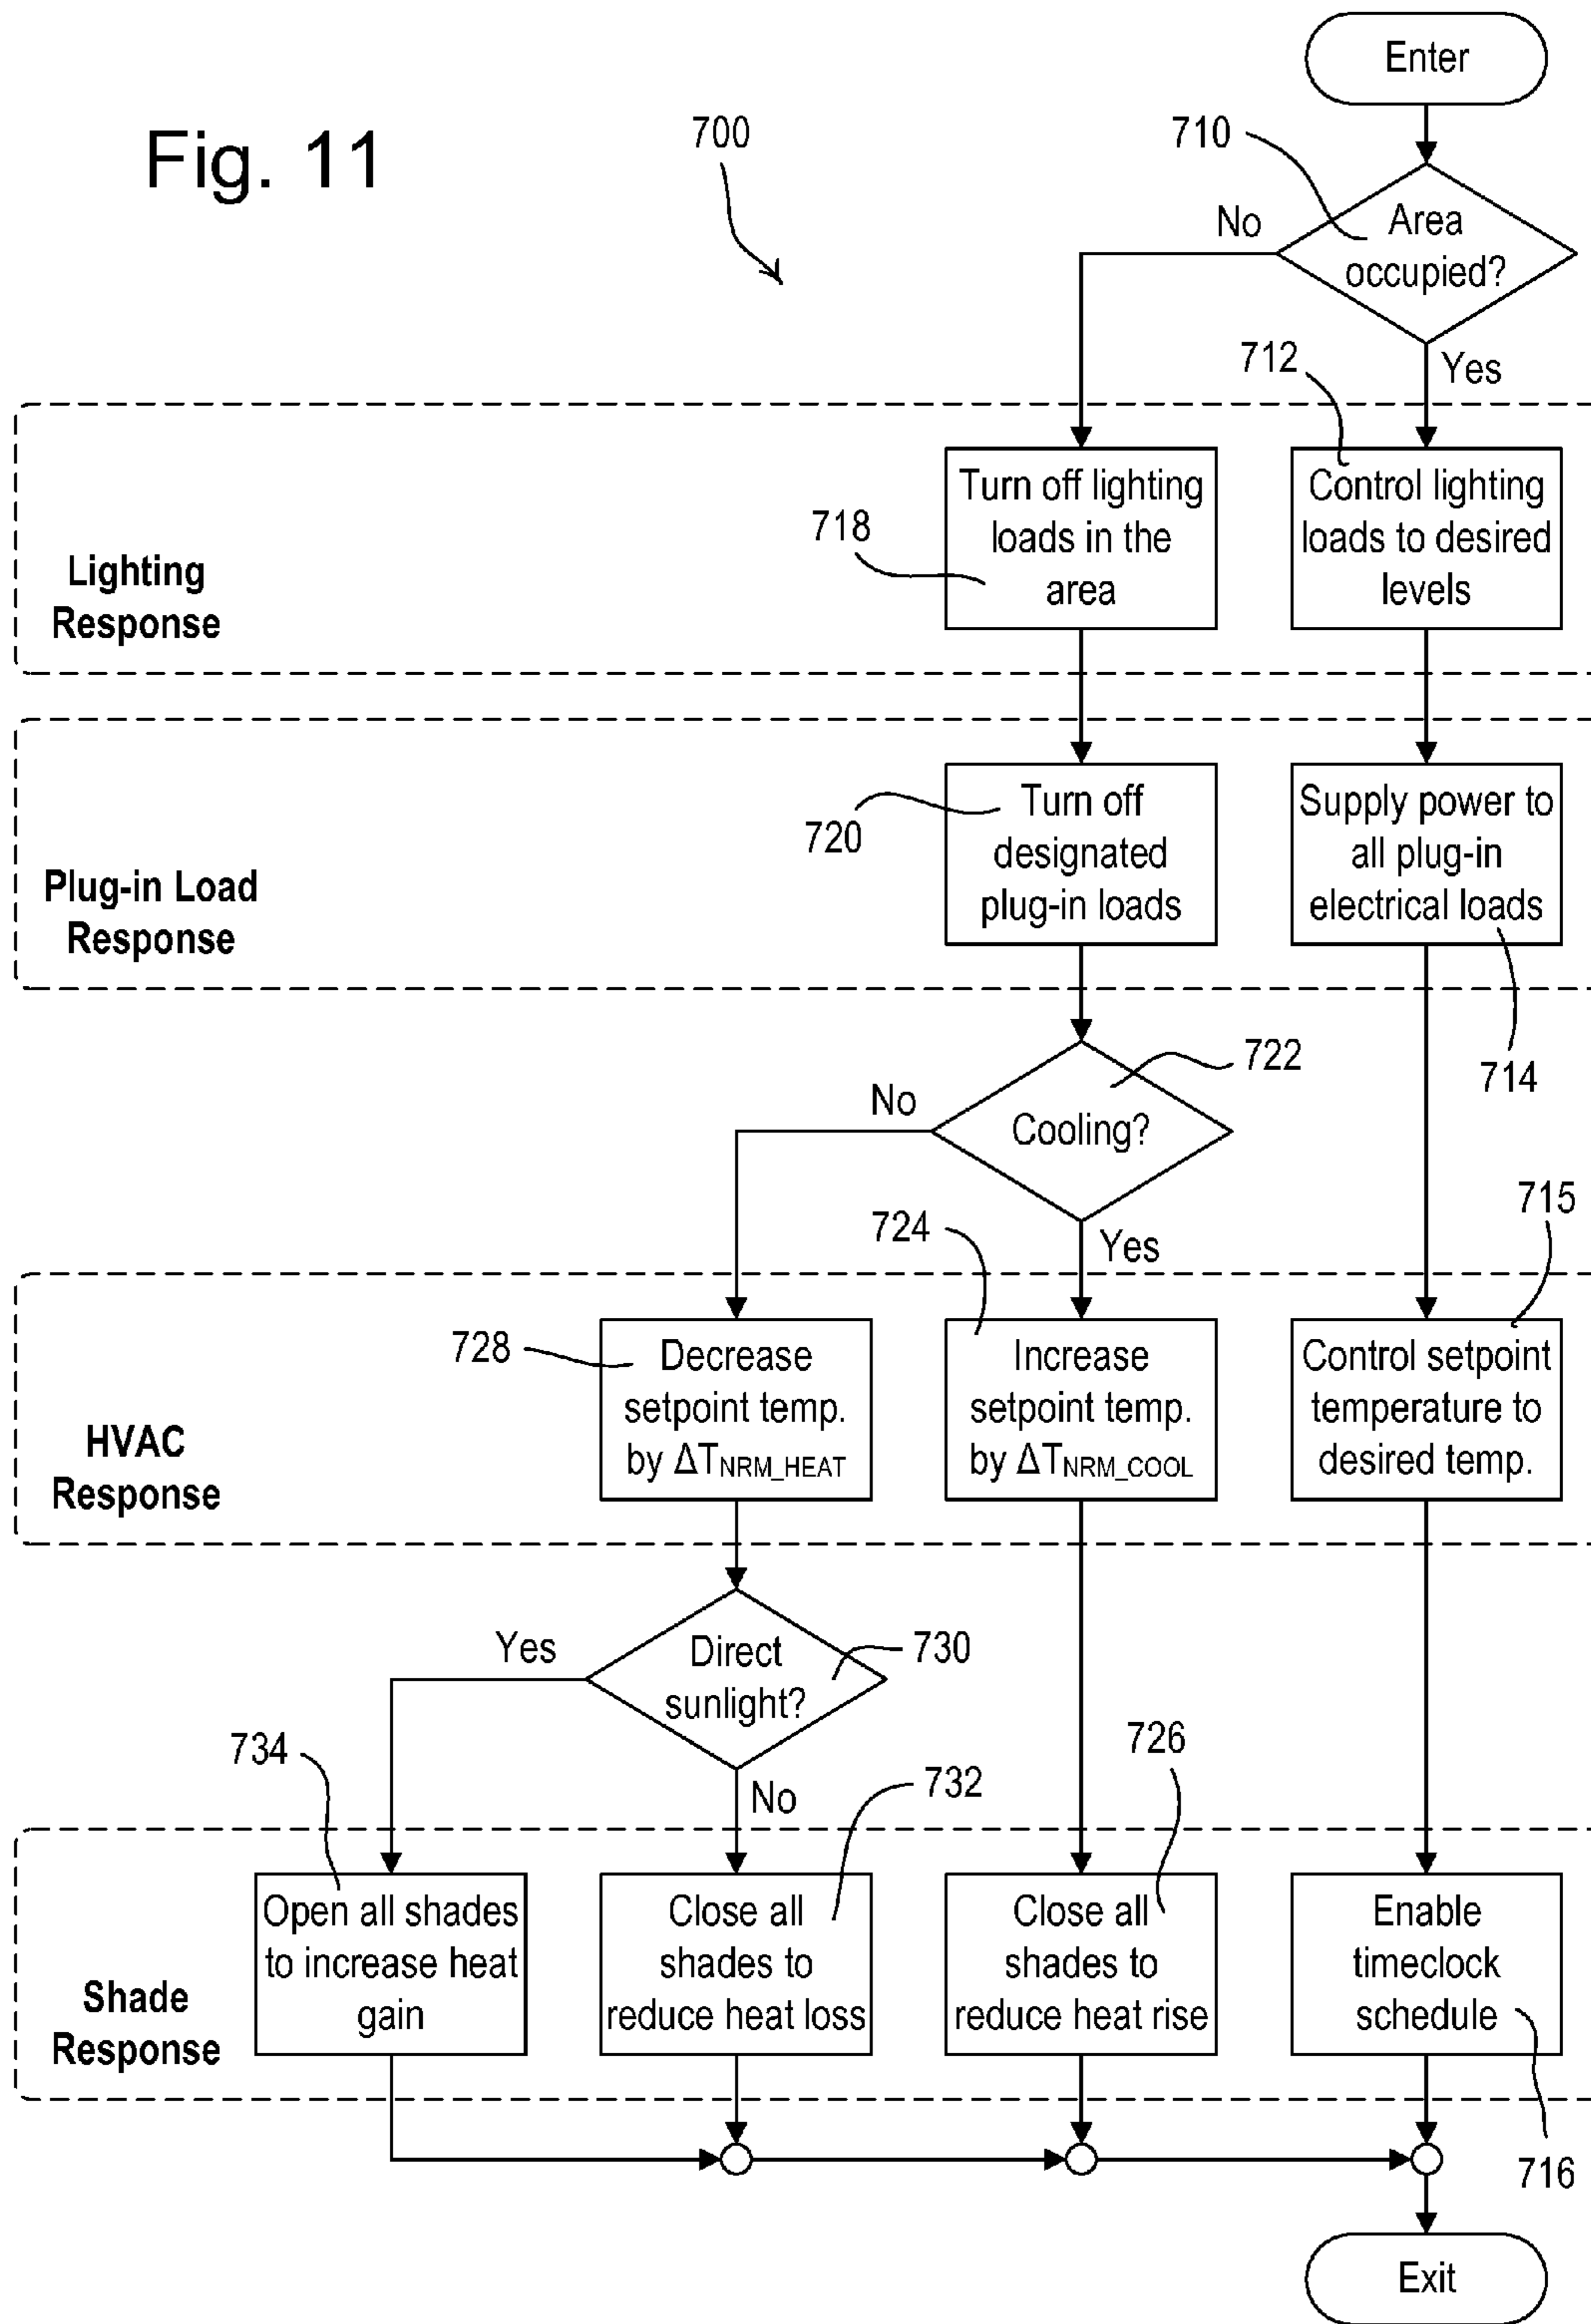 Enter
Fig. 11
700
710
No
Area
occupied?
712
Yes
Lighting
Response
718
Turn off lighting
loads in the
area
Control lighting
loads to desired
levels
Plug-in Load
Response
720
Turn off
designated
plug-in loads
Supply power to
all plug-in
electrical loads
714
722
No
Cooling?
Yes
724
715
HVAC
Response
728
Decrease
setpoint temp.
by ΔTNRM_HEAT
Increase
setpoint temp.
by ΔTNRM_COOL
Control setpoint
temperature to
desired temp.
Yes
Direct
sunlight?
730
734
No
732
726
Shade
Response
Open all shades
to increase heat
gain
Close all
shades to
reduce heat loss
Close all
shades to
reduce heat rise
Enable
timeclock
schedule
716
Exit